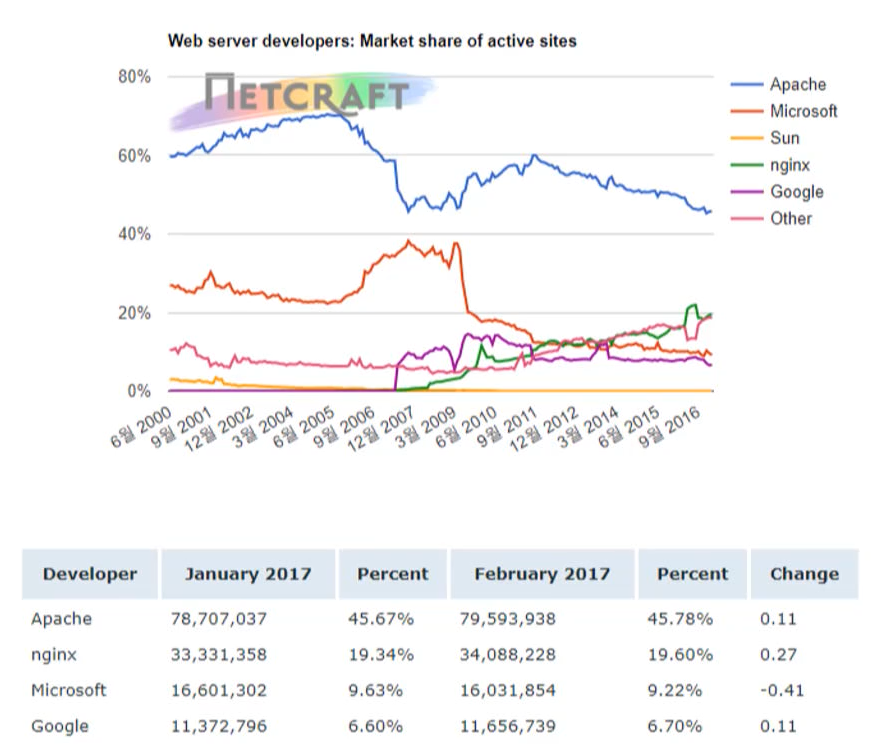 Web server developers: Market share of active sites
NETCRAFT
80%
60%
40%
20%
0%
Apache
Microsoft
Sun
nginx
Google
Other
6월 2000
9월 2001
12월 2002
3월 2004
6월 2005
9월 2006
12월 2007
3월 2009
6월 2010
9월 2011
12월 2012
3월 2014
6월 2015
9월 2016
Developer January 2017 Percent February 2017 Percent Change
Apache 78,707,037 45.67% 79,593,938 45.78% 0.11
nginx 33,331,358 19.34% 34,088,228 19.60% 0.27
Microsoft 16,601,302 9.63% 16,031,854 9.22% -0.41
Google 11,372,796 6.60% 11,656,739 6.70% 0.11